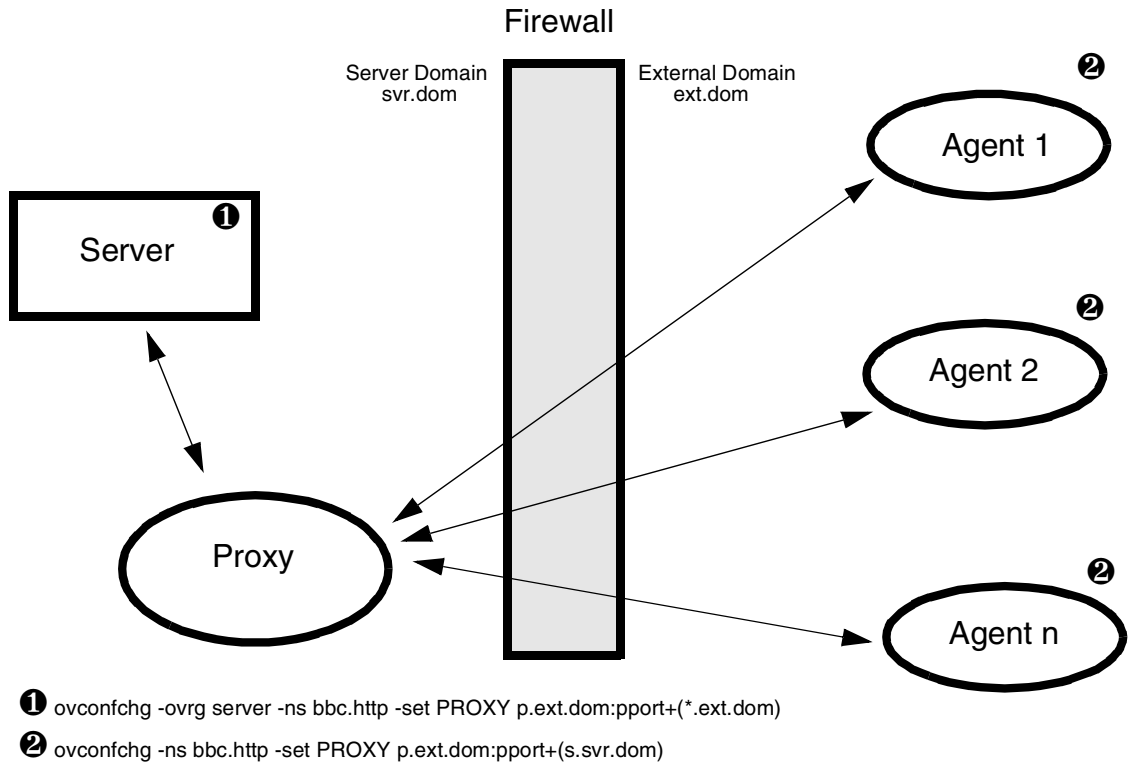 Firewall
Server Domain
svr.dom
External Domain
ext.dom
❷
Agent 1
❶
Server
❷
Agent 2
Proxy
❷
Agent n
❶ ovconfchg -ovrg server -ns bbc.http -set PROXY p.ext.dom:pport+(*.ext.dom)
❷ ovconfchg -ns bbc.http -set PROXY p.ext.dom:pport+(s.svr.dom)